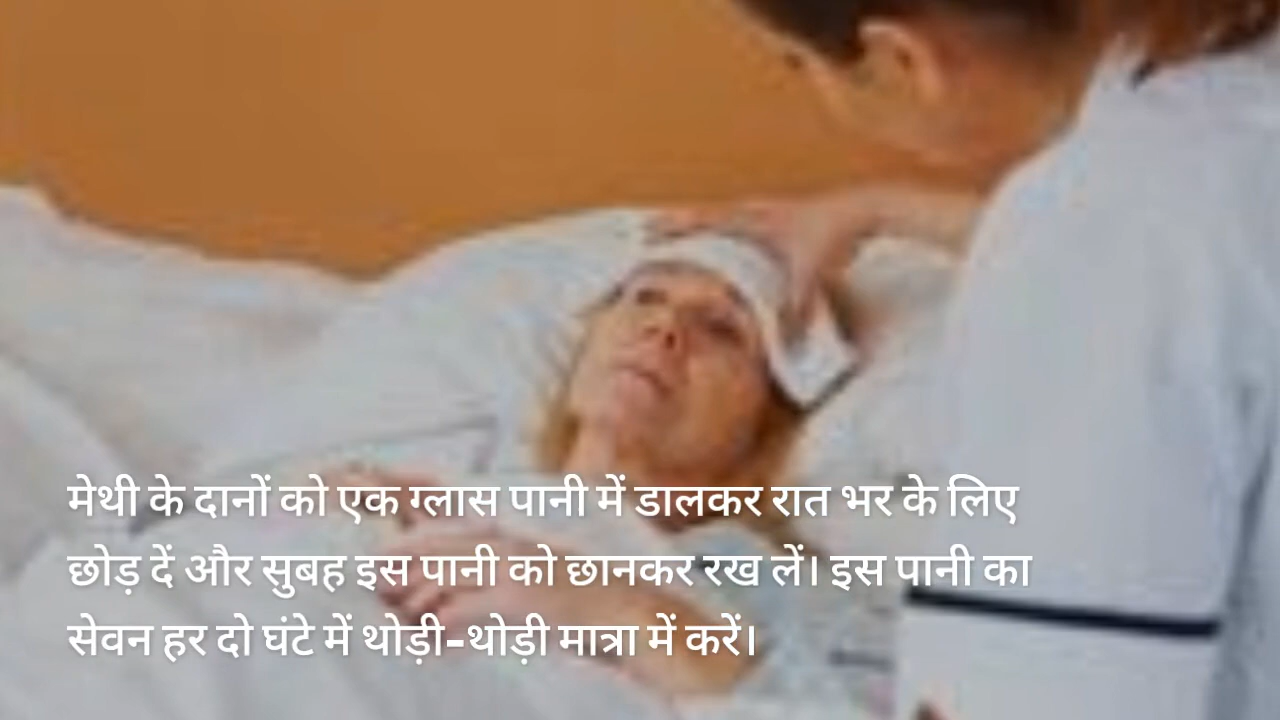 मेथी के दानों को एक ग्लास पानी में डालकर रात भर के लिए
छोड़ दें और सुबह इस पानी को छानकर रख लें। इस पानी का
सेवन हर दो घंटे में थोड़ी-थोड़ी मात्रा में करें।